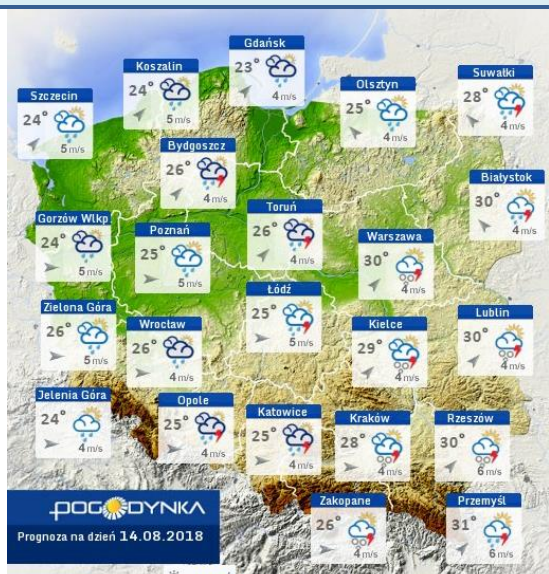 Gdańsk
23°
4 m/s
Koszalin
24°
5 m/s
Suwałki
28°
4 m/s
Olsztyn
25°
4 m/s
Szczecin
24°
5 m/s
Bydgoszcz
26°
4 m/s
Białystok
30°
4 m/s
Toruń
26°
4 m/s
Gorzów Wlkp
24°
5 m/s
Poznań
25°
5 m/s
Warszawa
30°
4 m/s
Łódź
25°
5 m/s
Zielona Góra
26°
5 m/s
Wrocław
26°
4 m/s
Kielce
29°
4 m/s
Lublin
30°
4 m/s
Jelenia Góra
24°
4 m/s
Opole
25°
4 m/s
Katowice
25°
4 m/s
Kraków
28°
4 m/s
Rzeszów
30°
6 m/s
Zakopane
26°
4 m/s
Przemyśl
31°
6 m/s
POGODYNKA
Prognoza na dzień 14.08.2018